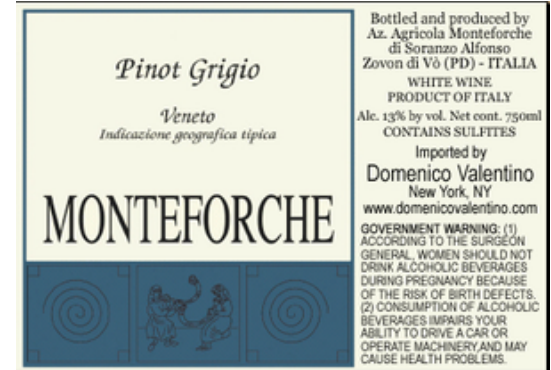 Pinot Grigio
Veneto
Indicazione geografica tipica
MONTEFORCHE
Bottled and produced by
Az. Agricola Monteforche
di Soranzo Alfonso
Zovon di Vò (PD) - ITALIA
WHITE WINE
PRODUCT OF ITALY
Alc. 13% by vol. Net cont. 750ml
CONTAINS SULFITES
Imported by
Domenico Valentino
New York, NY
www.domenicovalentino.com
GOVERNMENT WARNING: (1)
ACCORDING TO THE SURGEON
GENERAL, WOMEN SHOULD NOT
DRINK ALCOHOLIC BEVERAGES
DURING PREGNANCY BECAUSE
OF THE RISK OF BIRTH DEFECTS.
(2) CONSUMPTION OF ALCOHOLIC
BEVERAGES IMPAIRS YOUR
ABILITY TO DRIVE A CAR OR
OPERATE MACHINERY,AND MAY
CAUSE HEALTH PROBLEMS.